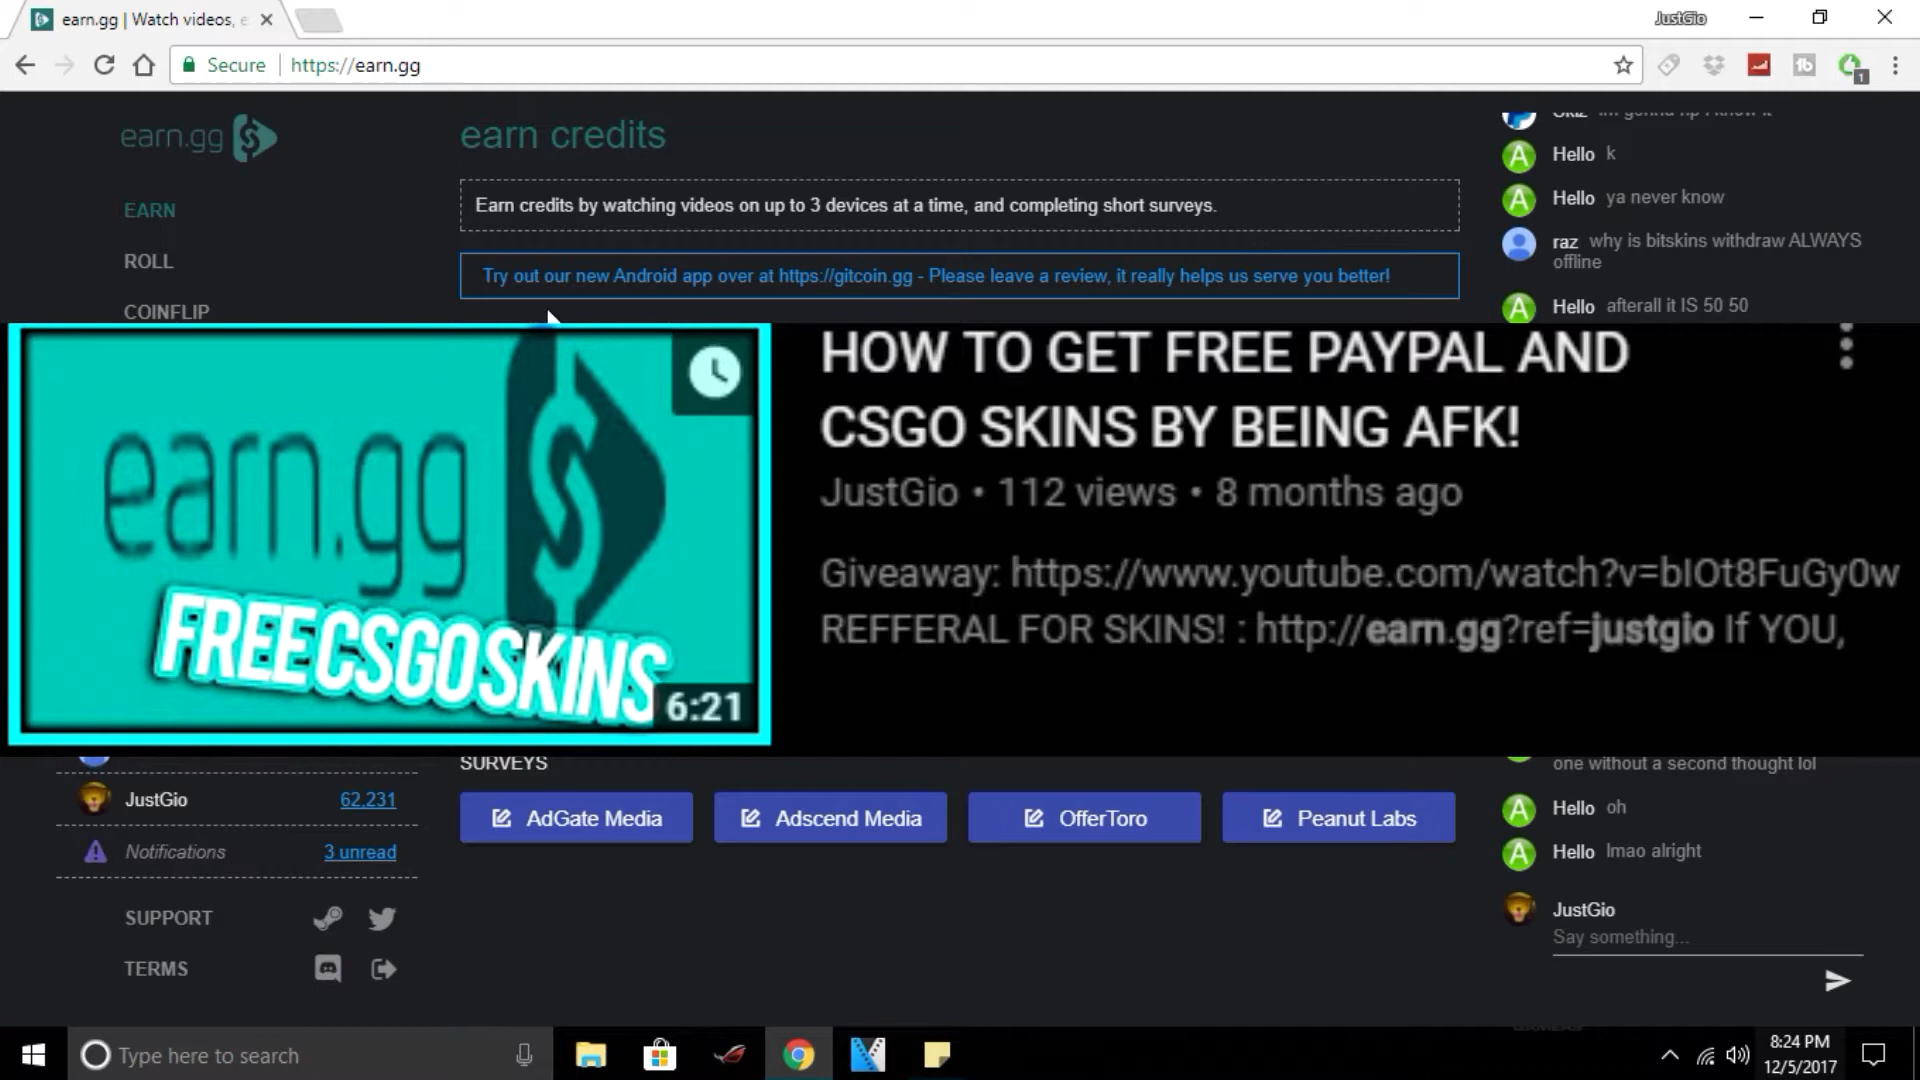 earn.gg | Watch videos, e
JustGio
Secure
https://earn.gg
earn.gg
EARN
ROLL
COINFLIP
earn credits
Earn credits by watching videos on up to 3 devices at a time, and completing short surveys.
Try out our new Android app over at https://gitcoin.gg - Please leave a review, it really helps us serve you better!
Hello k
Hello ya never know
raz why is bitskins withdraw ALWAYS
offline
Hello afterall it IS 50 50
earn.gg
FREECSGOSKINS
6:21
HOW TO GET FREE PAYPAL AND
CSGO SKINS BY BEING AFK!
JustGio • 112 views • 8 months ago
Giveaway: https://www.youtube.com/watch?v=bIOt8FuGy0w
REFFERAL FOR SKINS! : http://earn.gg?ref=justgio If YOU,
JustGio 62,231
Notifications 3 unread
SUPPORT
TERMS
SURVEYS
AdGate Media
Adscend Media
OfferToro
Peanut Labs
one without a second thought lol
Hello oh
Hello lmao alright
JustGio
Say something...
Type here to search
8:24 PM
12/5/2017